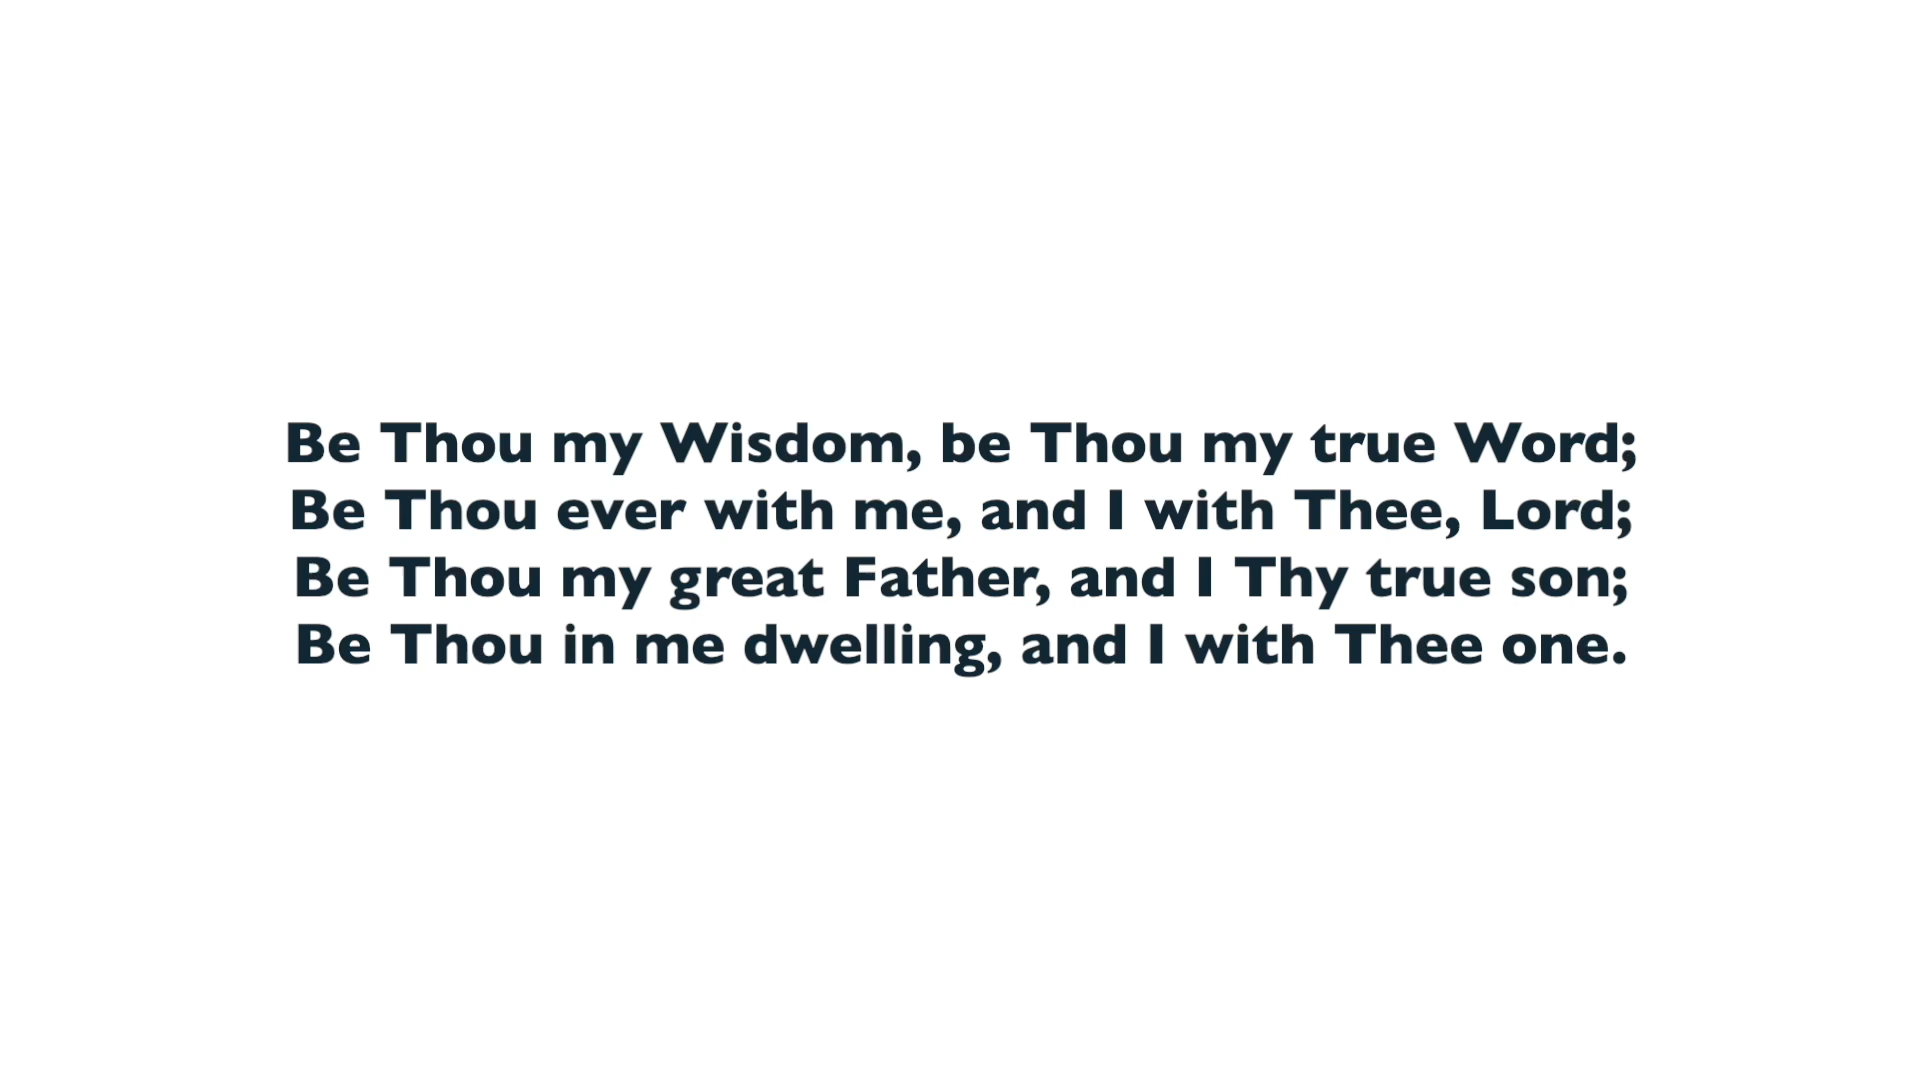 Be Thou my Wisdom, be Thou my true Word;
Be Thou ever with me, and I with Thee, Lord;
Be Thou my great Father, and I Thy true son;
Be Thou in me dwelling, and I with Thee one.